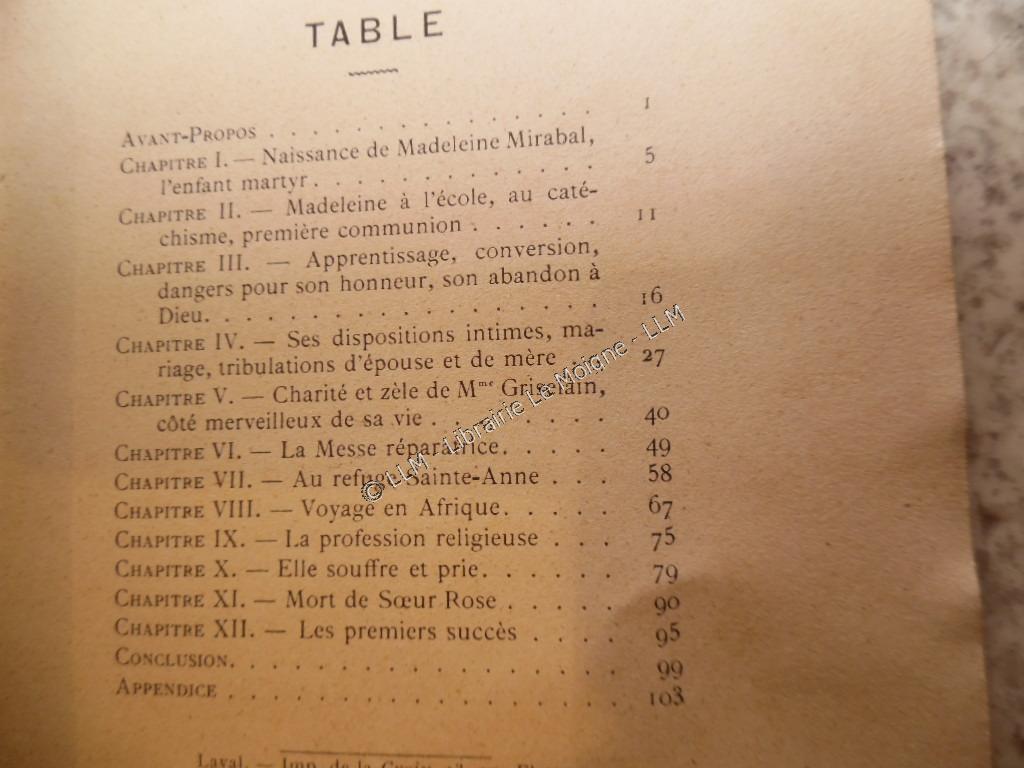 TABLE
AVANT-PROPOS . . . . . . . . . . . . . . 1
CHAPITRE I. — Naissance de Madeleine Mirabal,
l'enfant martyr. . . . . . . . . . . . . 5
CHAPITRE II. — Madeleine à l'école, au caté-
chisme, première communion . . . . . . 11
CHAPITRE III. — Apprentissage, conversion,
dangers pour son honneur, son abandon à
Dieu. . . . . . . . . . . . . . . . . 16
CHAPITRE IV. — Ses dispositions intimes, ma-
riage, tribulations d'épouse et de mère . . 27
CHAPITRE V. — Charité et zèle de Mme Griselain,
côté merveilleux de sa vie . . . . . . . . 40
CHAPITRE VI. — La Messe réparatrice. . . . . 49
CHAPITRE VII. — Au refuge Sainte-Anne . . . 58
CHAPITRE VIII. — Voyage en Afrique. . . . . 67
CHAPITRE IX. — La profession religieuse . . . 75
CHAPITRE X. — Elle souffre et prie. . . . . . 79
CHAPITRE XI. — Mort de Sœur Rose . . . . . 90
CHAPITRE XII. — Les premiers succès . . . . 95
CONCLUSION. . . . . . . . . . . . . . . . 99
APPENDICE . . . . . . . . . . . . . . . . 103
Laval. — Imp. de la
© LLM - Librairie Le Moigne - LLM